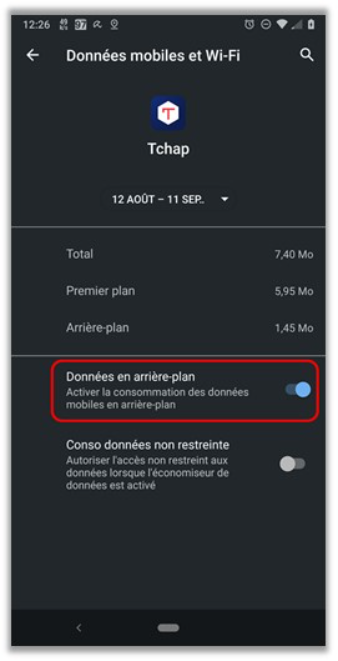 12:26
Données mobiles et Wi-Fi
Tchap
12 AOÛT – 11 SEP..
Total 7,40 Mo
Premier plan 5,95 Mo
Arrière-plan 1,45 Mo
Données en arrière-plan
Activer la consommation des données
mobiles en arrière-plan
Conso données non restreinte
Autoriser l'accès non restreint aux
données lorsque l'économiseur de
données est activé